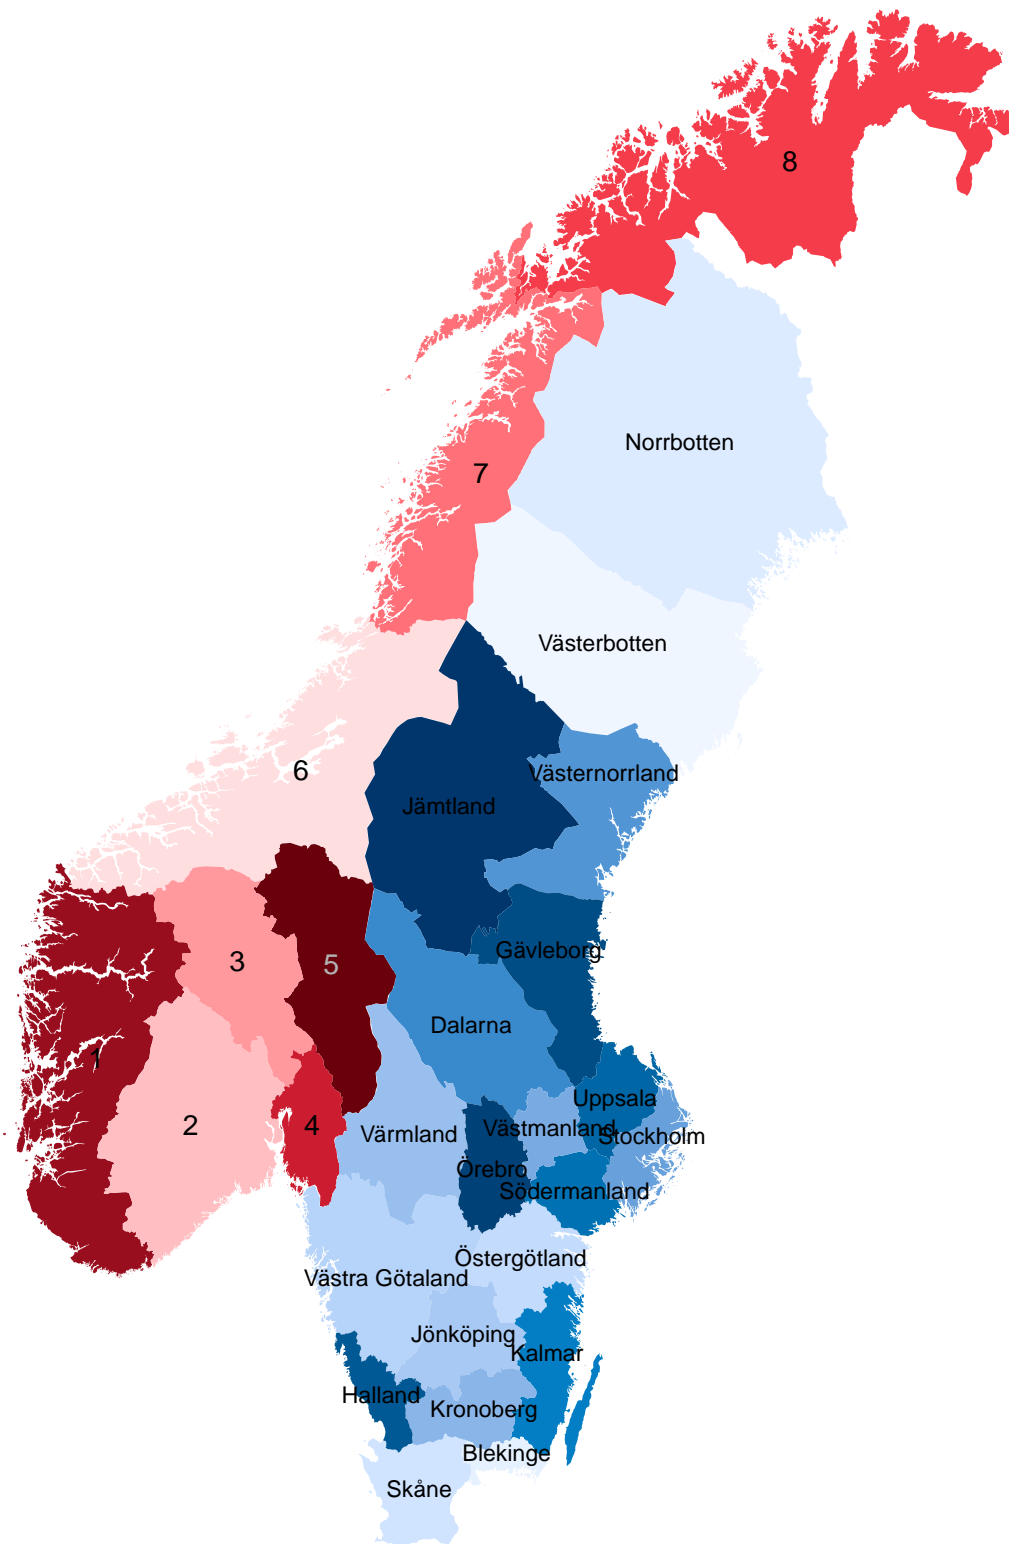 8
Norrbotten
7
Västerbotten
6
Västernorrland
Jämtland
Gävleborg
3
5
Dalarna
1
Uppsala
2
4
Värmland
Västmanland
Stockholm
Örebro
Södermanland
Östergötland
Västra Götaland
Jönköping
Kalmar
Halland
Kronoberg
Blekinge
Skåne